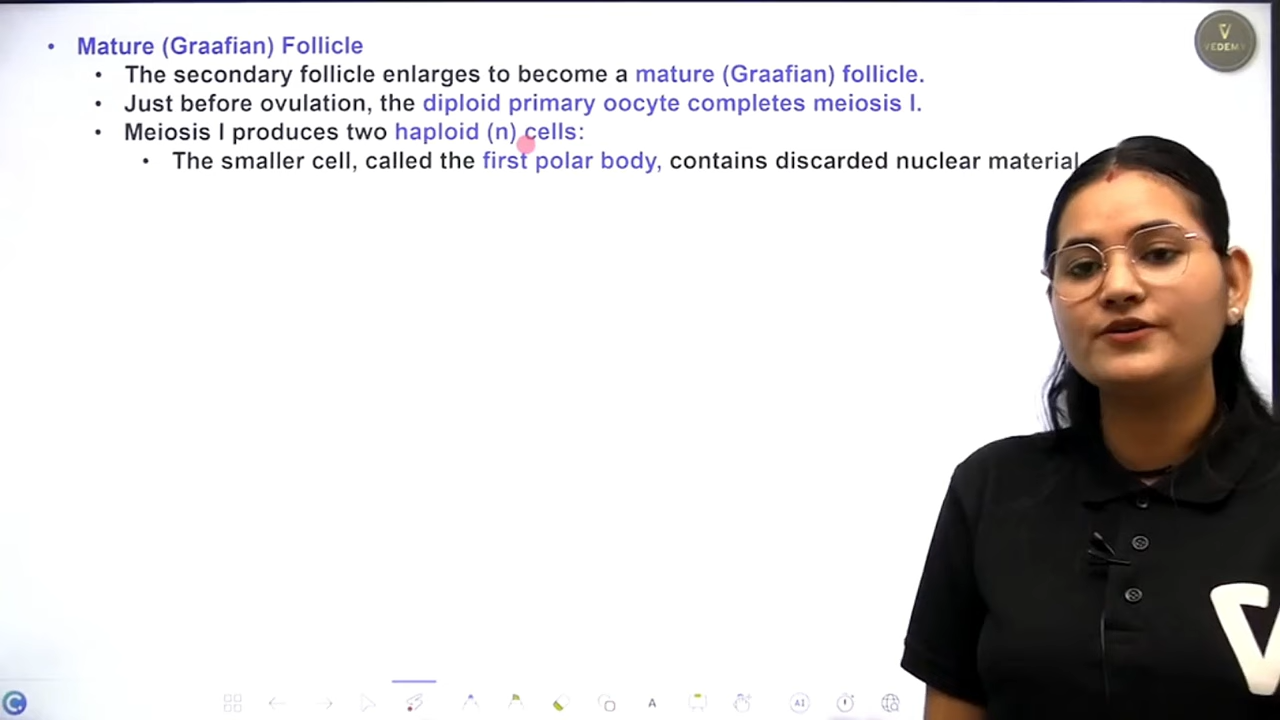 • Mature (Graafian) Follicle
• The secondary follicle enlarges to become a mature (Graafian) follicle.
• Just before ovulation, the diploid primary oocyte completes meiosis I.
• Meiosis I produces two haploid (n) cells:
• The smaller cell, called the first polar body, contains discarded nuclear material
V
VEDEMY
A
AI
V